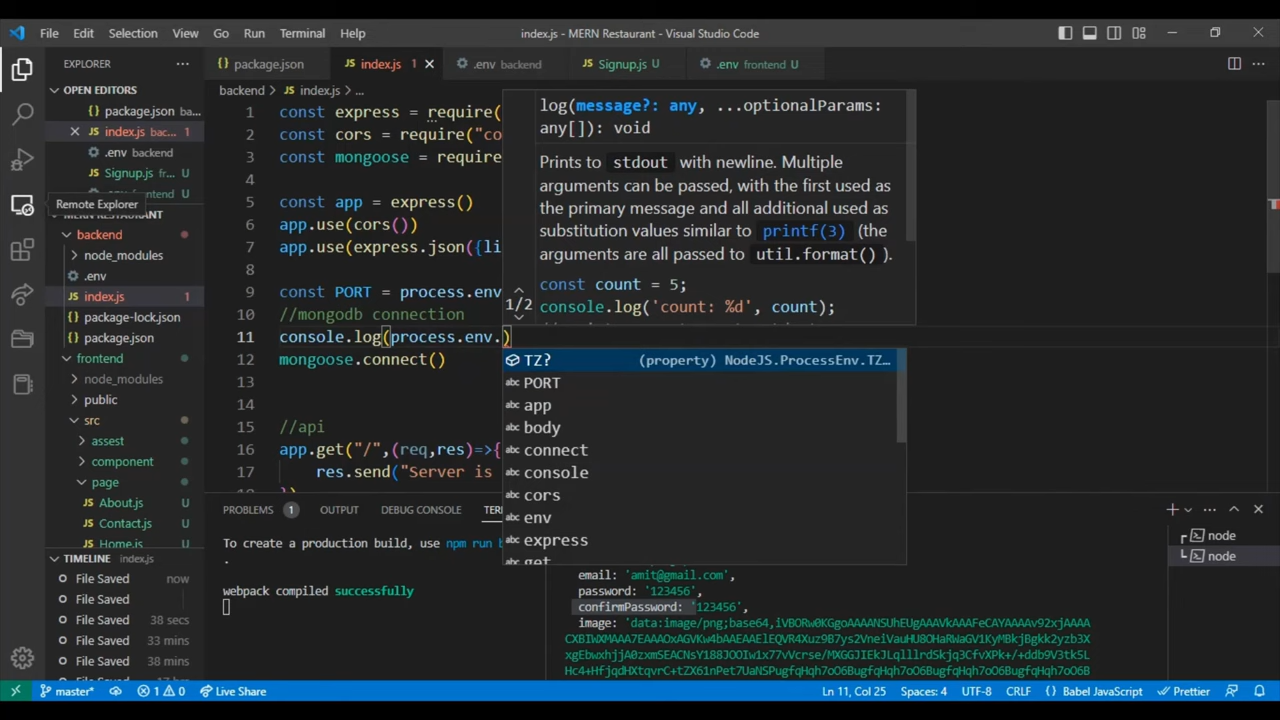 File Edit Selection View Go Run Terminal Help
index.js - MERN Restaurant - Visual Studio Code
EXPLORER
OPEN EDITORS
package.json ba...
index.js bac... 1
.env backend
Signup.js fr... U
frontend
Remote Explorer
MERN RESTAURANT
backend
node_modules
.env
index.js 1
package-lock.json
package.json
frontend
node_modules
public
src
assest
component
page
About.js U
Contact.js U
Home.js U
TIMELINE index.js
File Saved now
File Saved
File Saved 38 secs
File Saved 33 mins
File Saved 38 mins
package.json
index.js 1
.env backend
Signup.js U
.env frontend U
backend > index.js > ...
1 const express = require(
2 const cors = require("co
3 const mongoose = require
4
5 const app = express()
6 app.use(cors())
7 app.use(express.json({li
8
9 const PORT = process.env
10 //mongodb connection
11 console.log(process.env.)
12 mongoose.connect()
13
14
15 //api
16 app.get("/",(req,res)=>{
17 res.send("Server is
18 })
log(message?: any, ...optionalParams:
any[]): void
Prints to stdout with newline. Multiple
arguments can be passed, with the first used as
the primary message and all additional used as
substitution values similar to printf(3) (the
arguments are all passed to util.format() ).
const count = 5;
console.log('count: %d', count);
1/2
TZ? (property) NodeJS.ProcessEnv.TZ...
PORT
app
body
connect
console
cors
env
express
get
PROBLEMS 1 OUTPUT DEBUG CONSOLE TER
To create a production build, use npm run b
.
webpack compiled successfully
email: 'amit@gmail.com',
password: '123456',
confirmPassword: '123456',
node
node
master* 1 0 Live Share
Ln 11, Col 25 Spaces: 4 UTF-8 CRLF {} Babel JavaScript Prettier